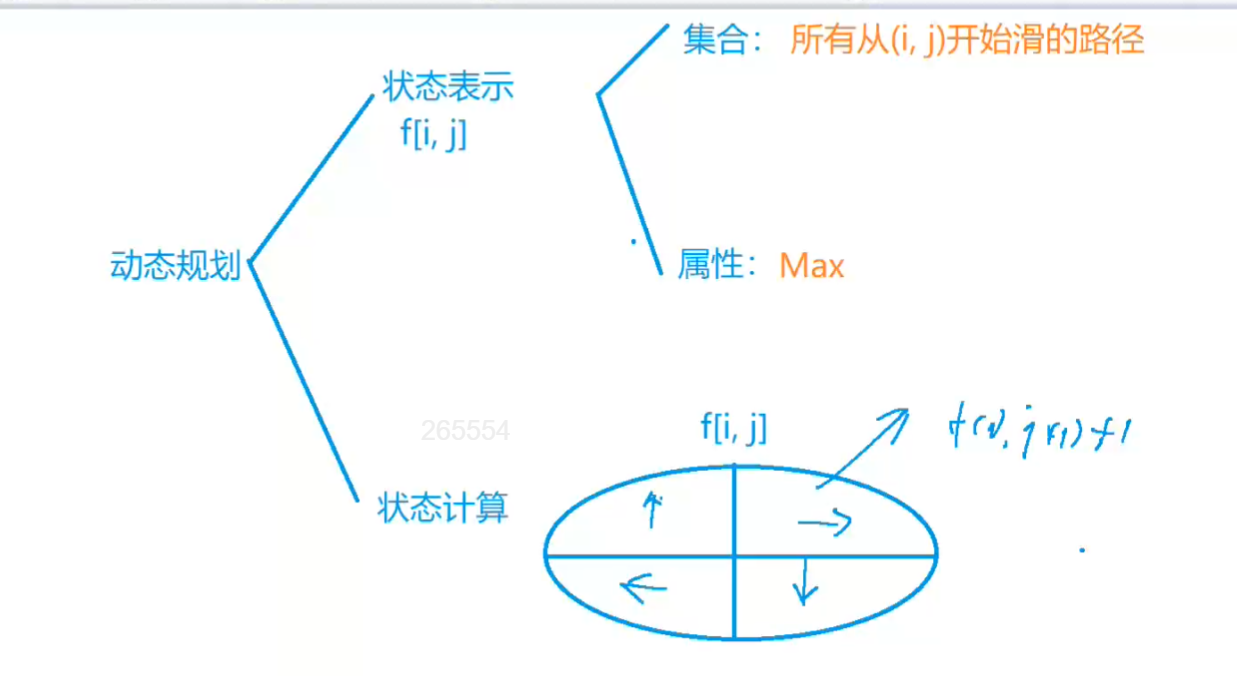 集合： 所有从(i, j)开始滑的路径
状态表示
f[i, j]
动态规划
属性： Max
265554
f[i, j]
f(i, j+1)+1
状态计算